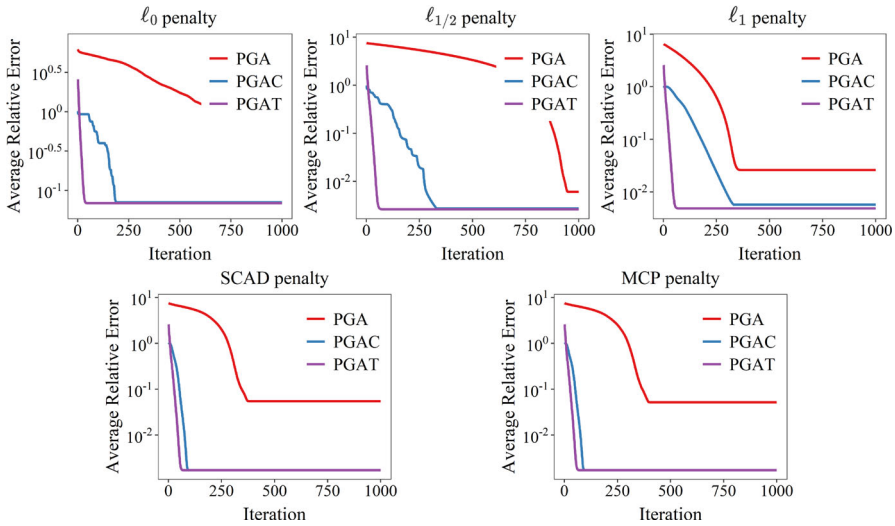 ℓ₀ penalty
Average Relative Error
10^0.5
10^0
10^-0.5
10^-1
PGA
PGAC
PGAT
0 250 500 750 1000
Iteration
ℓ₁/₂ penalty
Average Relative Error
10^1
10^0
10^-1
10^-2
PGA
PGAC
PGAT
0 250 500 750 1000
Iteration
ℓ₁ penalty
Average Relative Error
10^1
10^0
10^-1
10^-2
PGA
PGAC
PGAT
0 250 500 750 1000
Iteration
SCAD penalty
Average Relative Error
10^1
10^0
10^-1
10^-2
PGA
PGAC
PGAT
0 250 500 750 1000
Iteration
MCP penalty
Average Relative Error
10^1
10^0
10^-1
10^-2
PGA
PGAC
PGAT
0 250 500 750 1000
Iteration